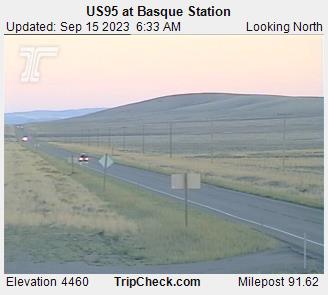 US95 at Basque Station
Updated: Sep 15 2023 6:33 AM Looking North
Elevation 4460 TripCheck.com Milepost 91.62